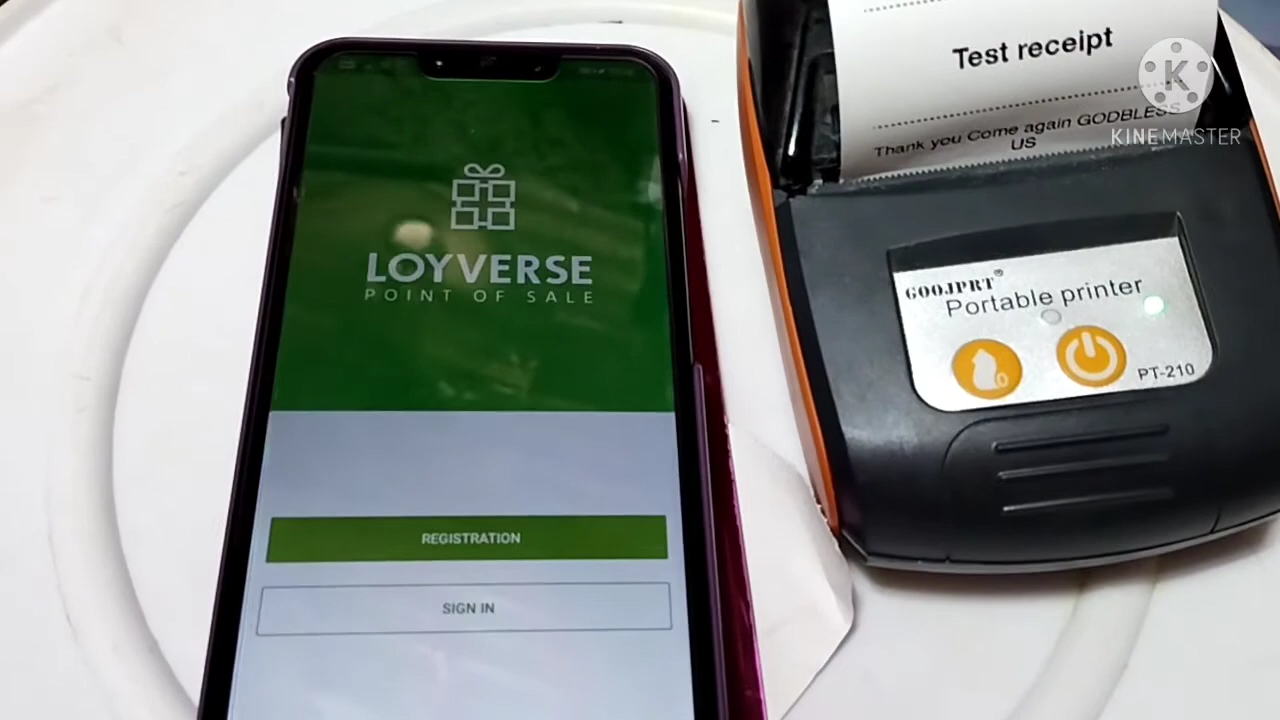 LOYVERSE
POINT OF SALE
REGISTRATION
SIGN IN
Test receipt
Thank you Come again GODBLESS
US
K
KINEMASTER
GOOJPRT®
Portable printer
PT-210